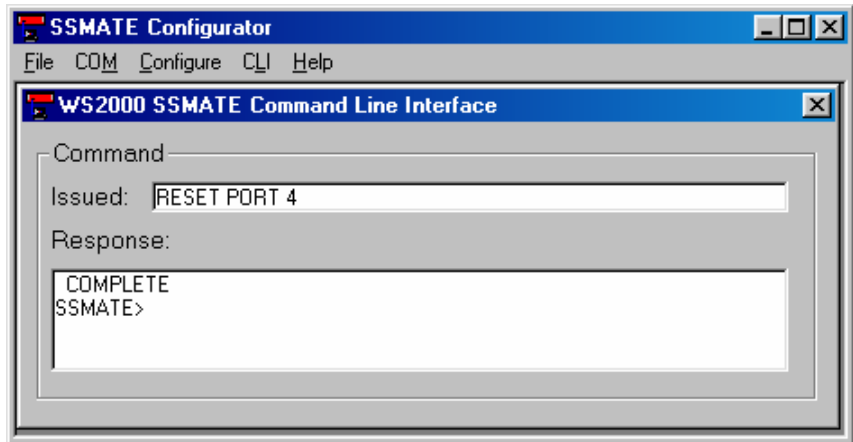 SSMATE Configurator
File COM Configure CLI Help
WS2000 SSMATE Command Line Interface
Command
Issued: RESET PORT 4
Response:
COMPLETE
SSMATE>